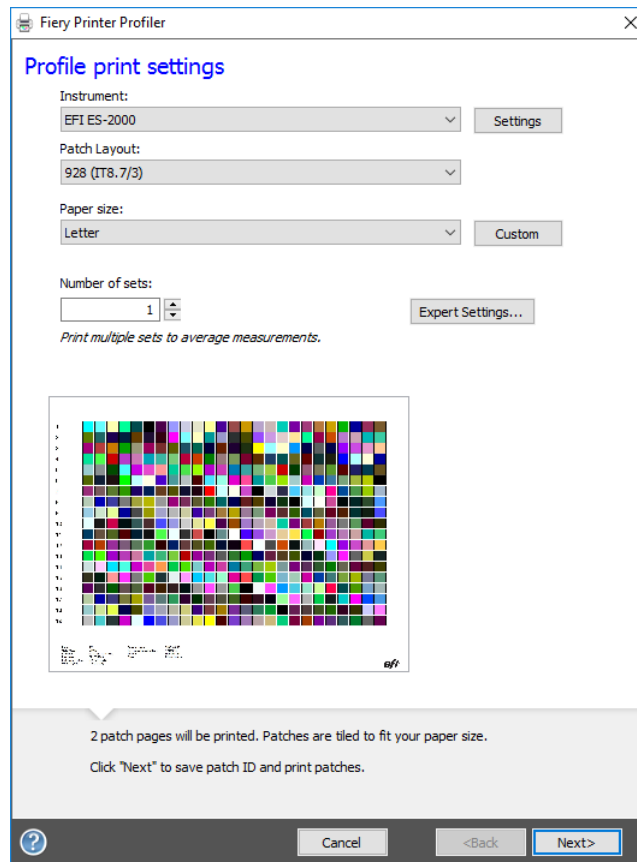 Fiery Printer Profiler
Profile print settings
Instrument:
EFI ES-2000
Settings
Patch Layout:
928 (IT8.7/3)
Paper size:
Letter
Custom
Number of sets:
1
Expert Settings...
Print multiple sets to average measurements.
efi
2 patch pages will be printed. Patches are tiled to fit your paper size.
Click "Next" to save patch ID and print patches.
?
Cancel
<Back
Next>